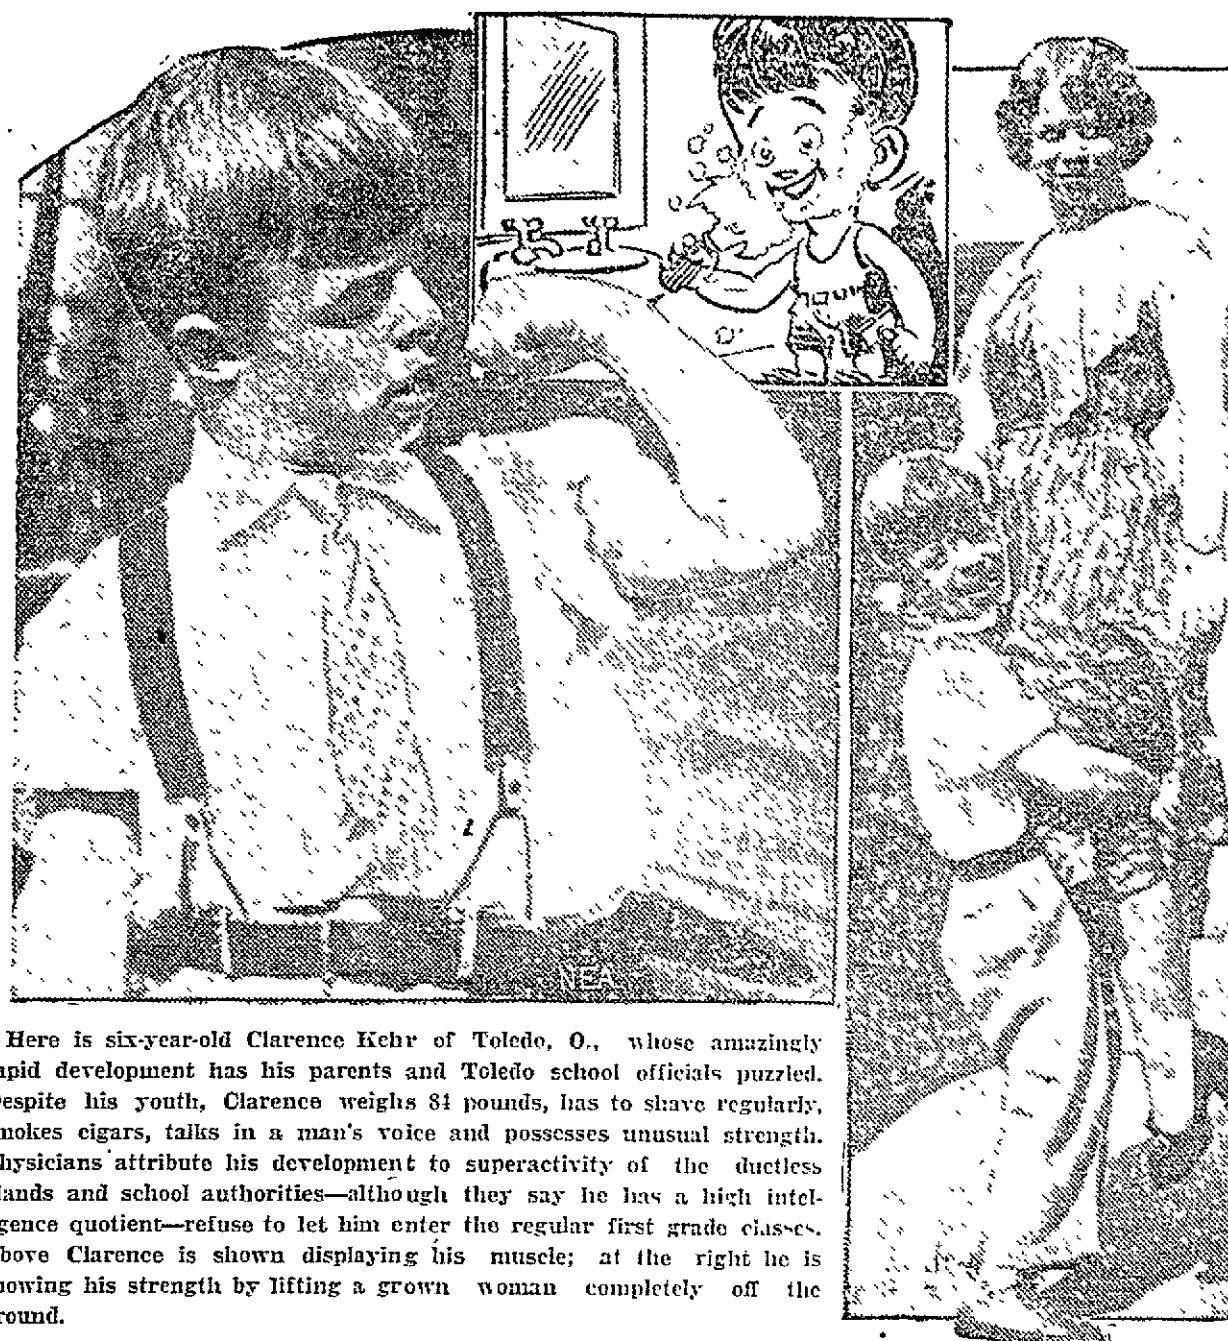 NEA
Here is six-year-old Clarence Kehr of Toledo, O., whose amazingly
apid development has his parents and Toledo school officials puzzled.
espite his youth, Clarence weighs 84 pounds, has to shave regularly,
mokes cigars, talks in a man's voice and possesses unusual strength.
hysicians attribute his development to superactivity of the ductless
lands and school authorities—although they say he has a high intel-
gence quotient—refuse to let him enter the regular first grade classes.
bove Clarence is shown displaying his muscle; at the right he is
howing his strength by lifting a grown woman completely off the
round.